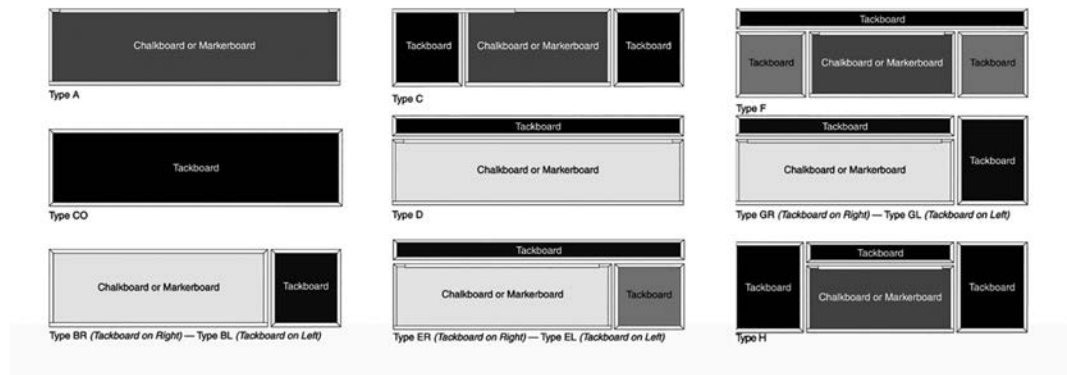 Chalkboard or Markerboard
Type A
Tackboard
Chalkboard or Markerboard
Tackboard
Type C
Tackboard
Tackboard
Chalkboard or Markerboard
Tackboard
Type F
Tackboard
Type CO
Tackboard
Chalkboard or Markerboard
Type D
Tackboard
Chalkboard or Markerboard
Tackboard
Type GR (Tackboard on Right) — Type GL (Tackboard on Left)
Chalkboard or Markerboard
Tackboard
Type BR (Tackboard on Right) — Type BL (Tackboard on Left)
Tackboard
Chalkboard or Markerboard
Tackboard
Type ER (Tackboard on Right) — Type EL (Tackboard on Left)
Tackboard
Tackboard
Chalkboard or Markerboard
Tackboard
Type H